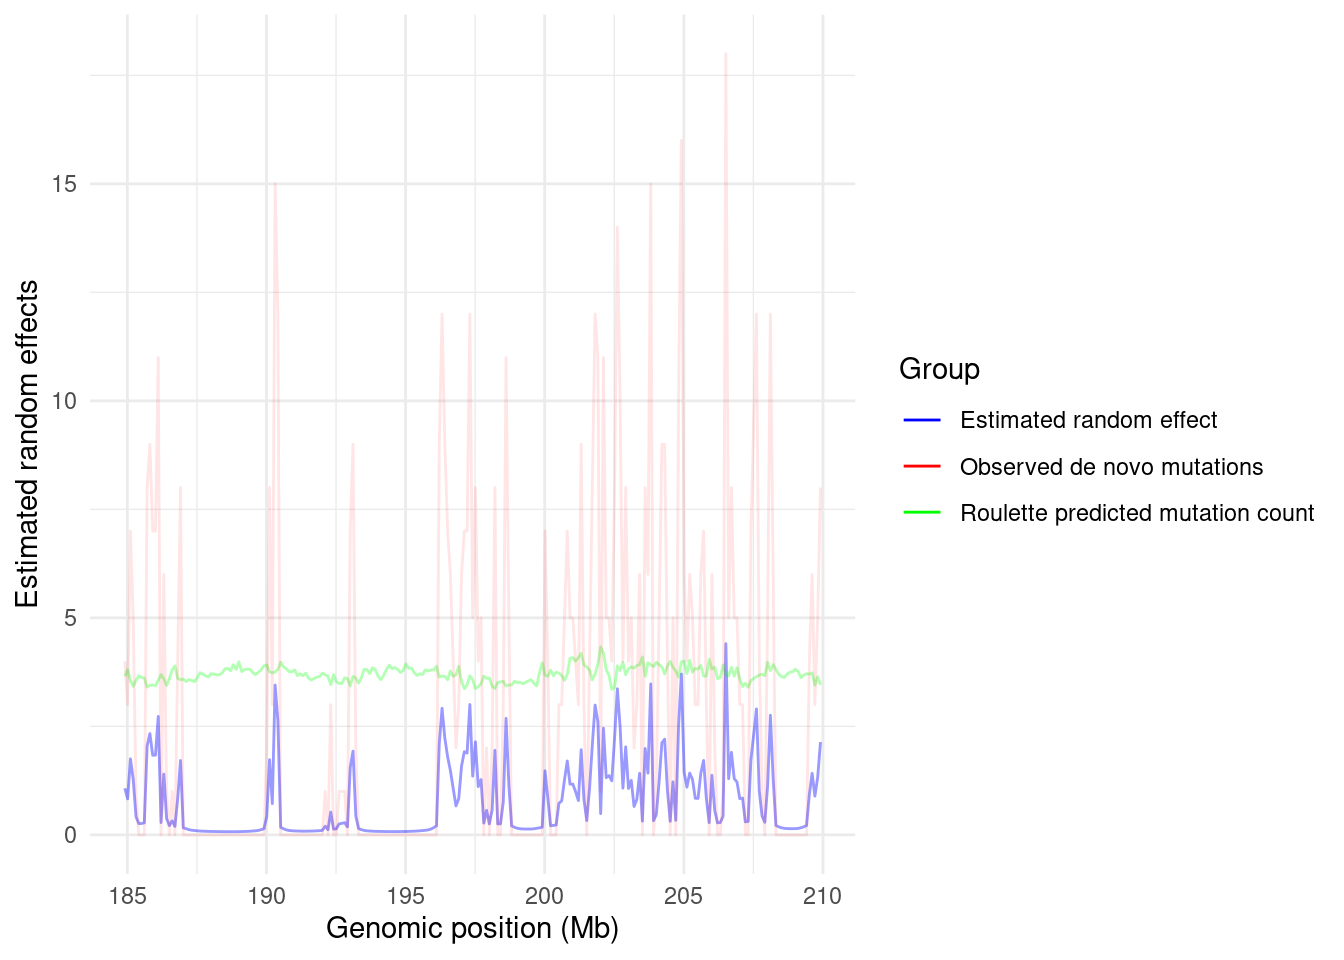 Estimated random effects
15
10
5
0
185
190
195
200
205
210
Genomic position (Mb)
Group
Estimated random effect
Observed de novo mutations
Roulette predicted mutation count